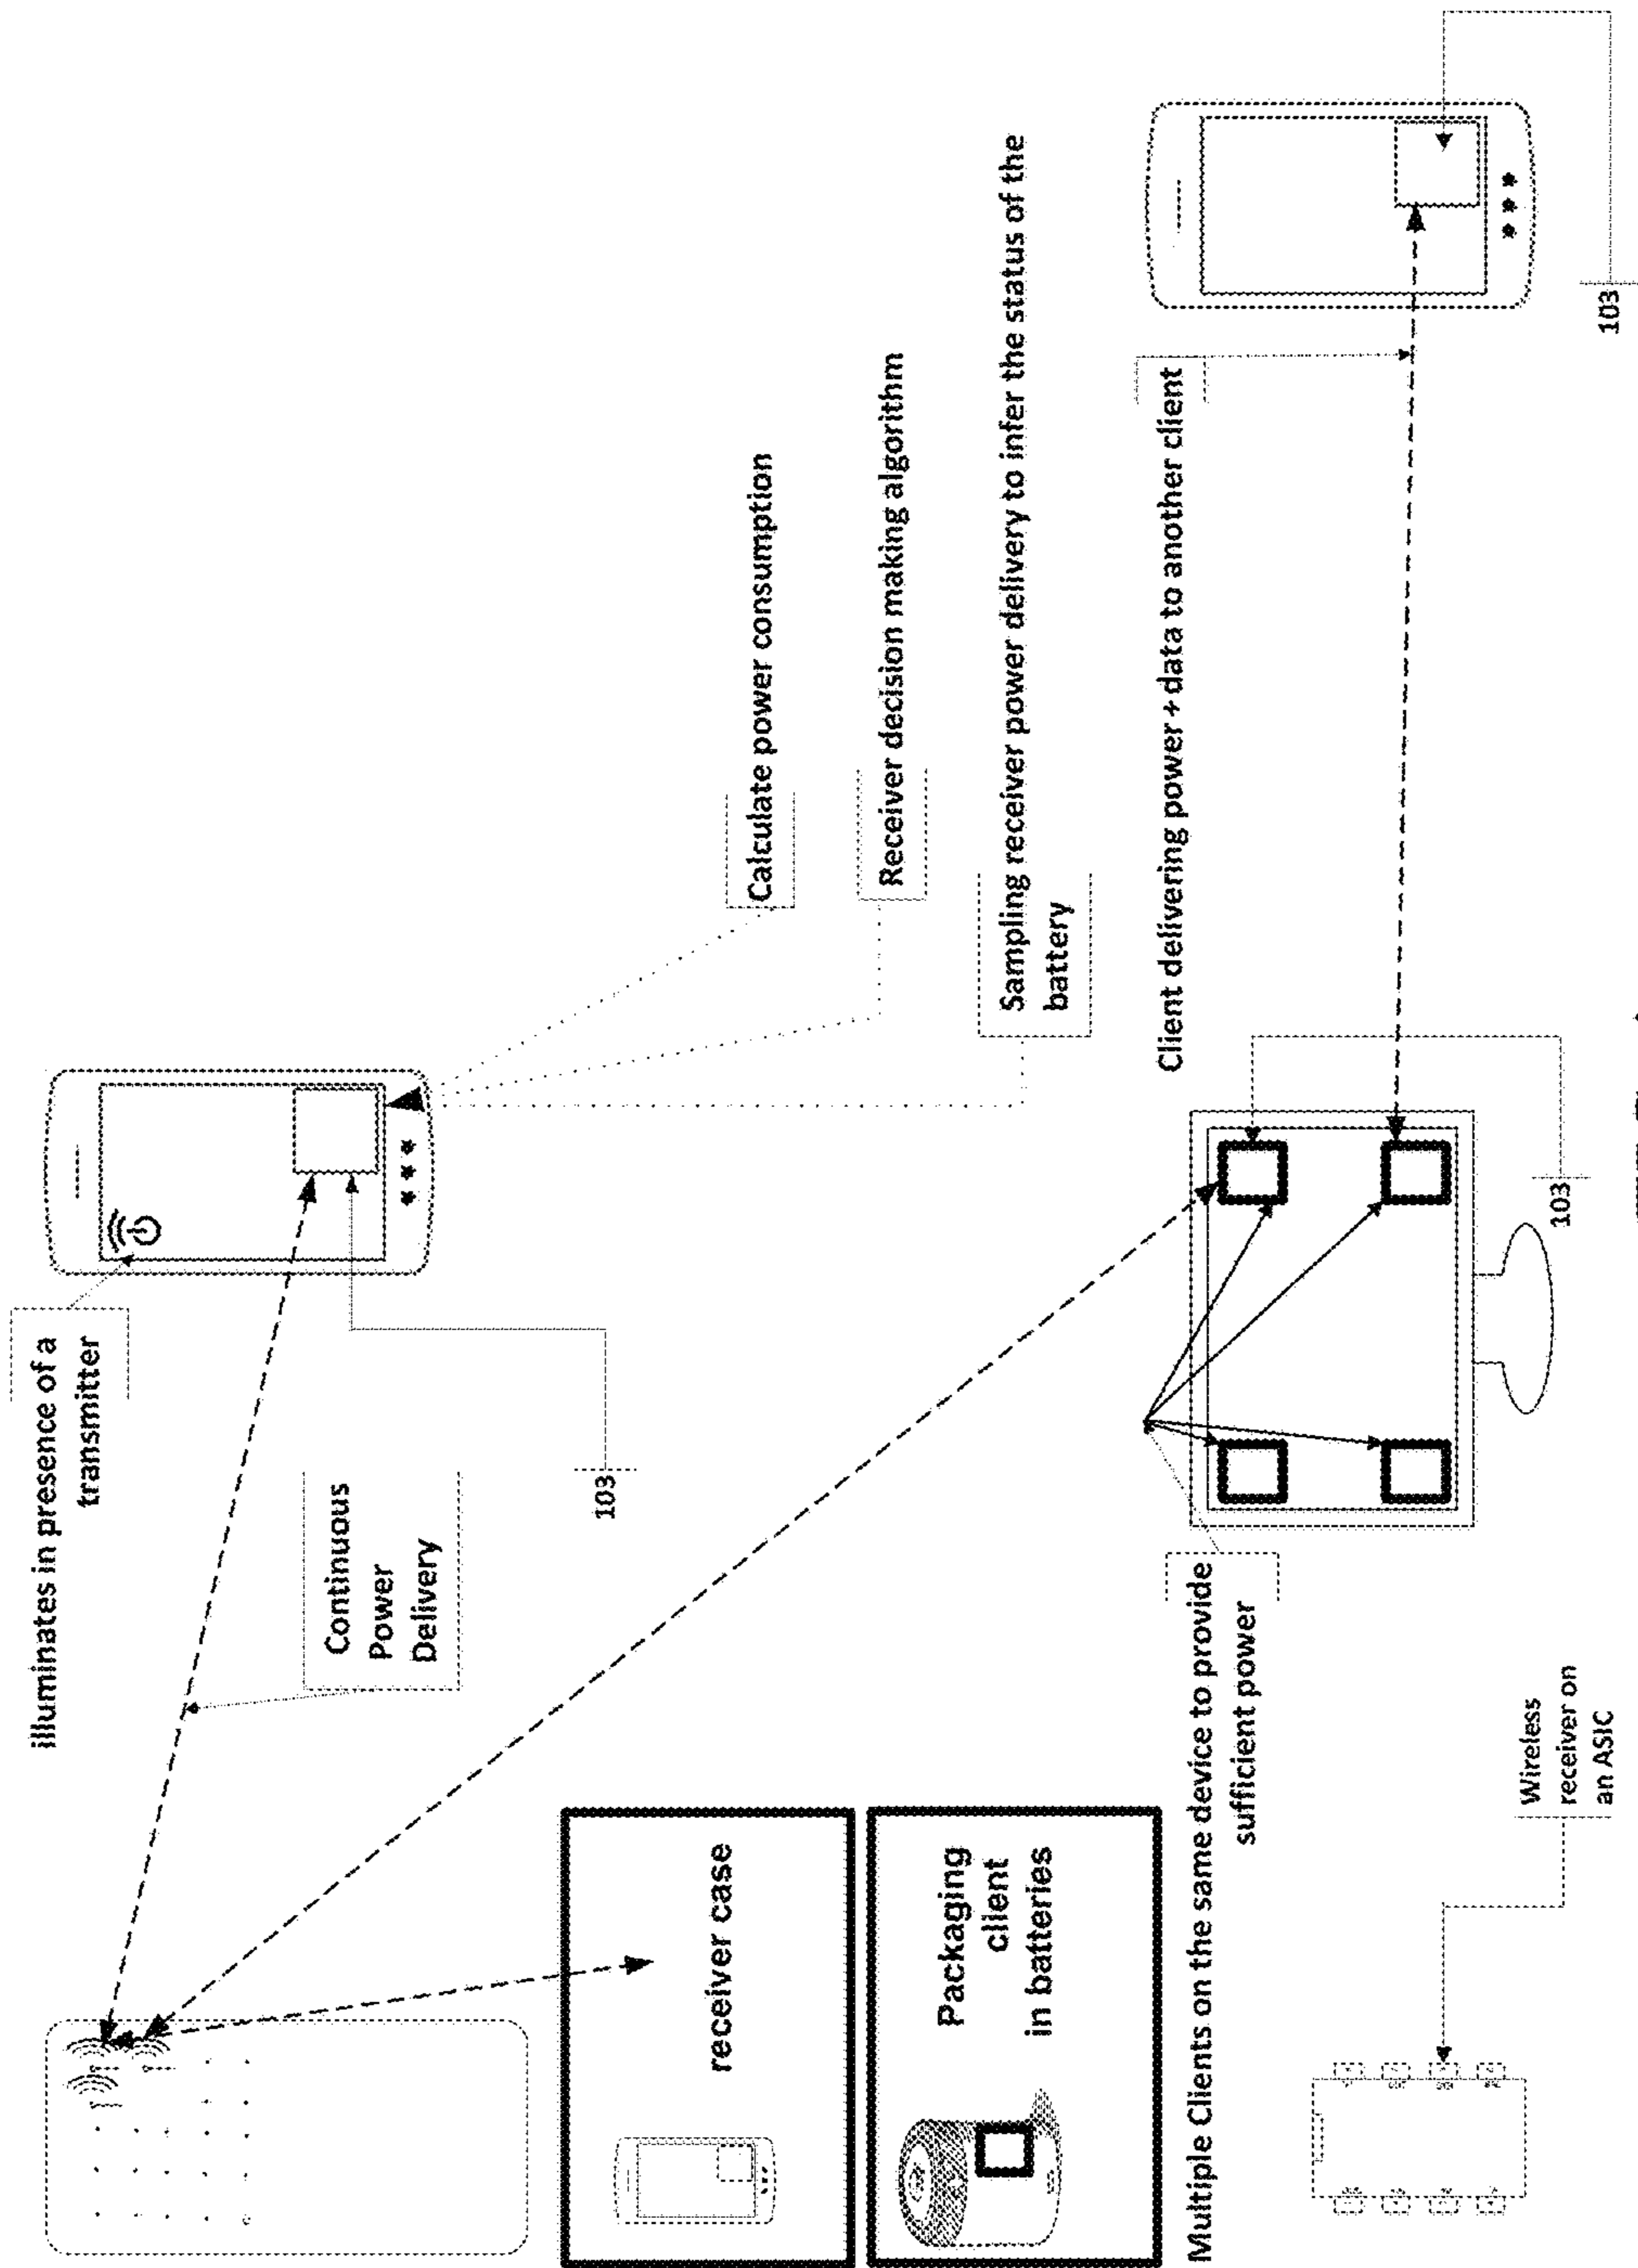 illuminates in presence of a
transmitter
Continuous
Power
Delivery
103
Calculate power consumption
Receiver decision making algorithm
Sampling receiver power delivery to infer the status of the
battery
receiver case
Packaging
client
in batteries
Client delivering power + data to another client
Multiple Clients on the same device to provide
sufficient power
103
103
Wireless
receiver on
an ASIC